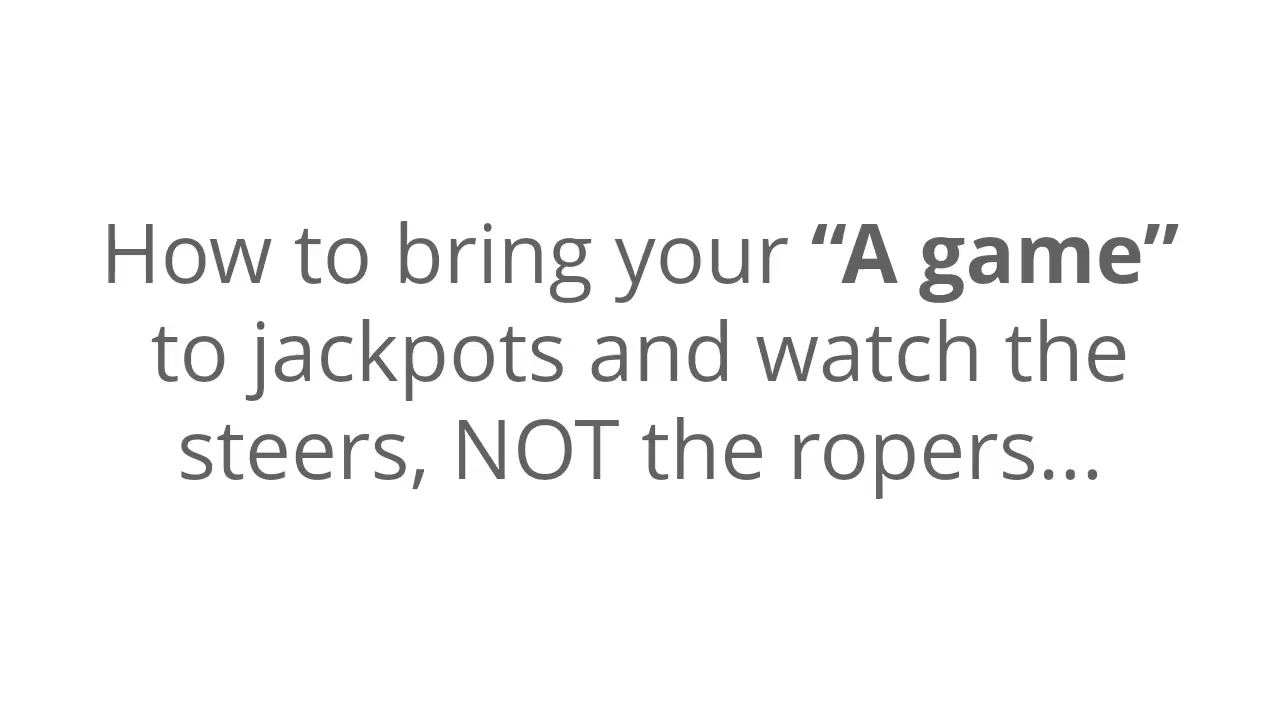 How to bring your “A game”
to jackpots and watch the
steers, NOT the ropers...